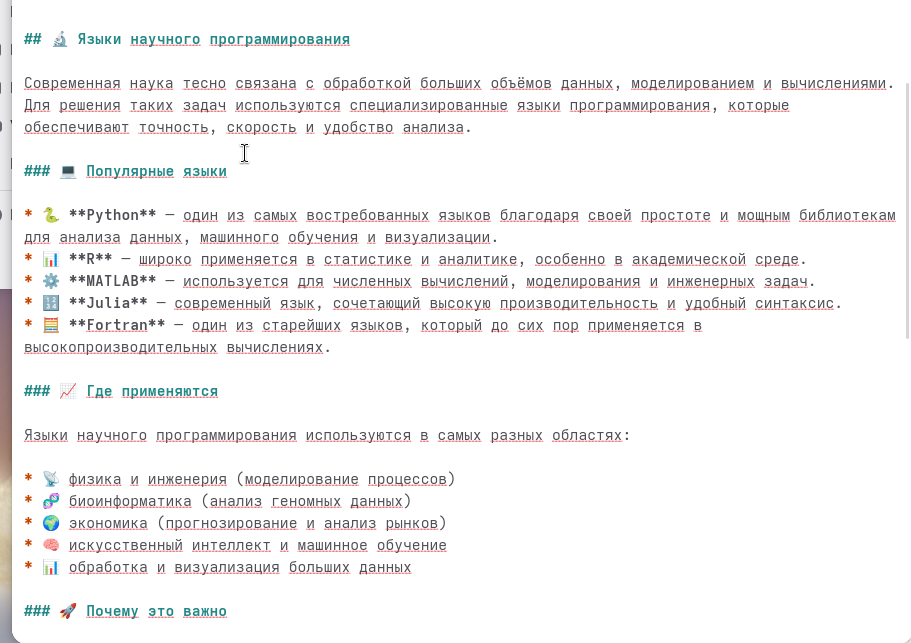 ## 🔬 Языки научного программирования
Современная наука тесно связана с обработкой больших объёмов данных, моделированием и вычислениями.
Для решения таких задач используются специализированные языки программирования, которые
обеспечивают точность, скорость и удобство анализа.
### 💻 Популярные языки
* 🐍 **Python** — один из самых востребованных языков благодаря своей простоте и мощным библиотекам
для анализа данных, машинного обучения и визуализации.
* 📊 **R** — широко применяется в статистике и аналитике, особенно в академической среде.
* ⚙️ **MATLAB** — используется для численных вычислений, моделирования и инженерных задач.
* 🔢 **Julia** — современный язык, сочетающий высокую производительность и удобный синтаксис.
* 🧮 **Fortran** — один из старейших языков, который до сих пор применяется в
высокопроизводительных вычислениях.
### 📈 Где применяются
Языки научного программирования используются в самых разных областях:
* 📡 физика и инженерия (моделирование процессов)
* 🧬 биоинформатика (анализ геномных данных)
* 🌍 экономика (прогнозирование и анализ рынков)
* 🧠 искусственный интеллект и машинное обучение
* 📊 обработка и визуализация больших данных
### 🚀 Почему это важно